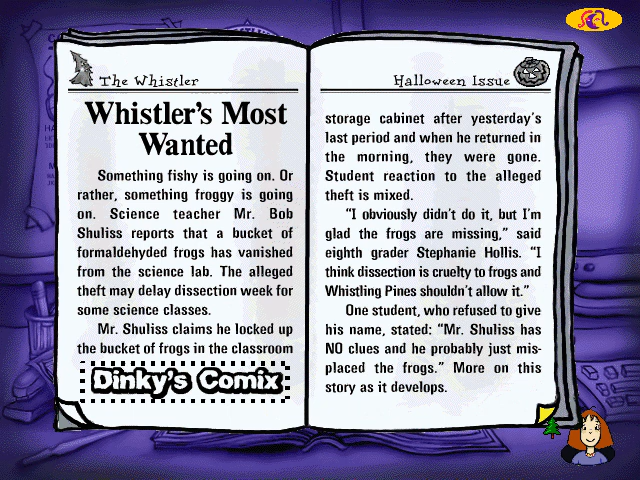 The Whistler
Whistler's Most
Wanted
Something fishy is going on. Or
rather, something froggy is going
on. Science teacher Mr. Bob
Shuliss reports that a bucket of
formaldehyded frogs has vanished
from the science lab. The alleged
theft may delay dissection week for
some science classes.
Mr. Shuliss claims he locked up
the bucket of frogs in the classroom
Dinky's Comix
Halloween Issue
storage cabinet after yesterday's
last period and when he returned in
the morning, they were gone.
Student reaction to the alleged
theft is mixed.
"I obviously didn't do it, but I'm
glad the frogs are missing," said
eighth grader Stephanie Hollis. "I
think dissection is cruelty to frogs and
Whistling Pines shouldn't allow it."
One student, who refused to give
his name, stated: "Mr. Shuliss has
NO clues and he probably just mis-
placed the frogs." More on this
story as it develops.